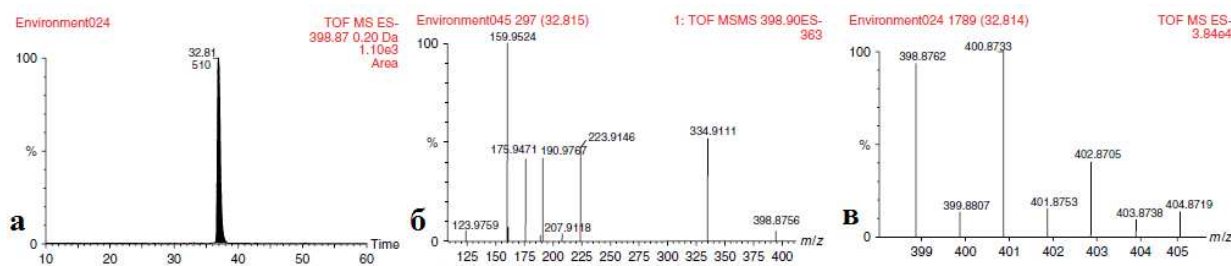 Environment024
TOF MS ES-
398.87 0.20 Da
1.10e3
Area
100
32.81
510
%
а
0
Time
10 20 30 40 50 60
Environment045 297 (32.815)
1: TOF MSMS 398.90ES-
363
100
159.9524
223.9146
334.9111
175.9471
190.9767
%
б
123.9759
207.9118
398.8756
0
m/z
125 150 175 200 225 250 275 300 325 350 375 400
Environment024 1789 (32.814)
TOF MS ES-
3.84e4
100
398.8762
400.8733
%
402.8705
в
399.8807
401.8753
403.8738
404.8719
0
m/z
399 400 401 402 403 404 405